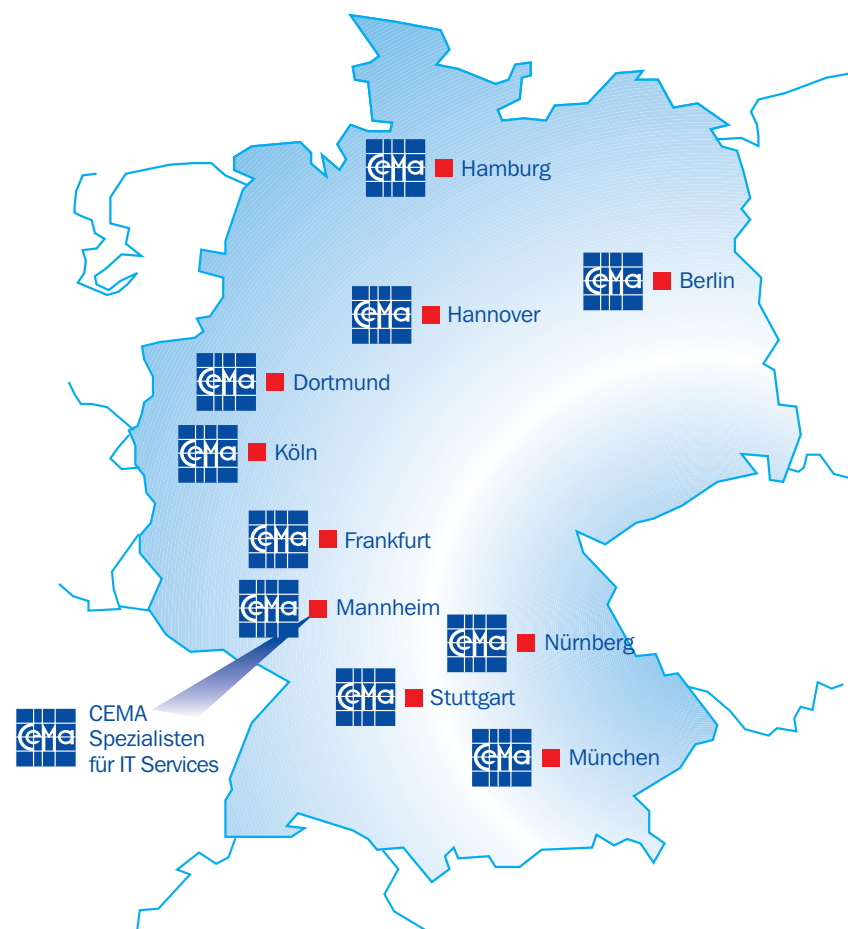 CeMa Hamburg
CeMa Berlin
CeMa Hannover
CeMa Dortmund
CeMa Köln
CeMa Frankfurt
CeMa Mannheim
CeMa Nürnberg
CeMa Stuttgart
CeMa CEMA
Spezialisten
für IT Services
CeMa München